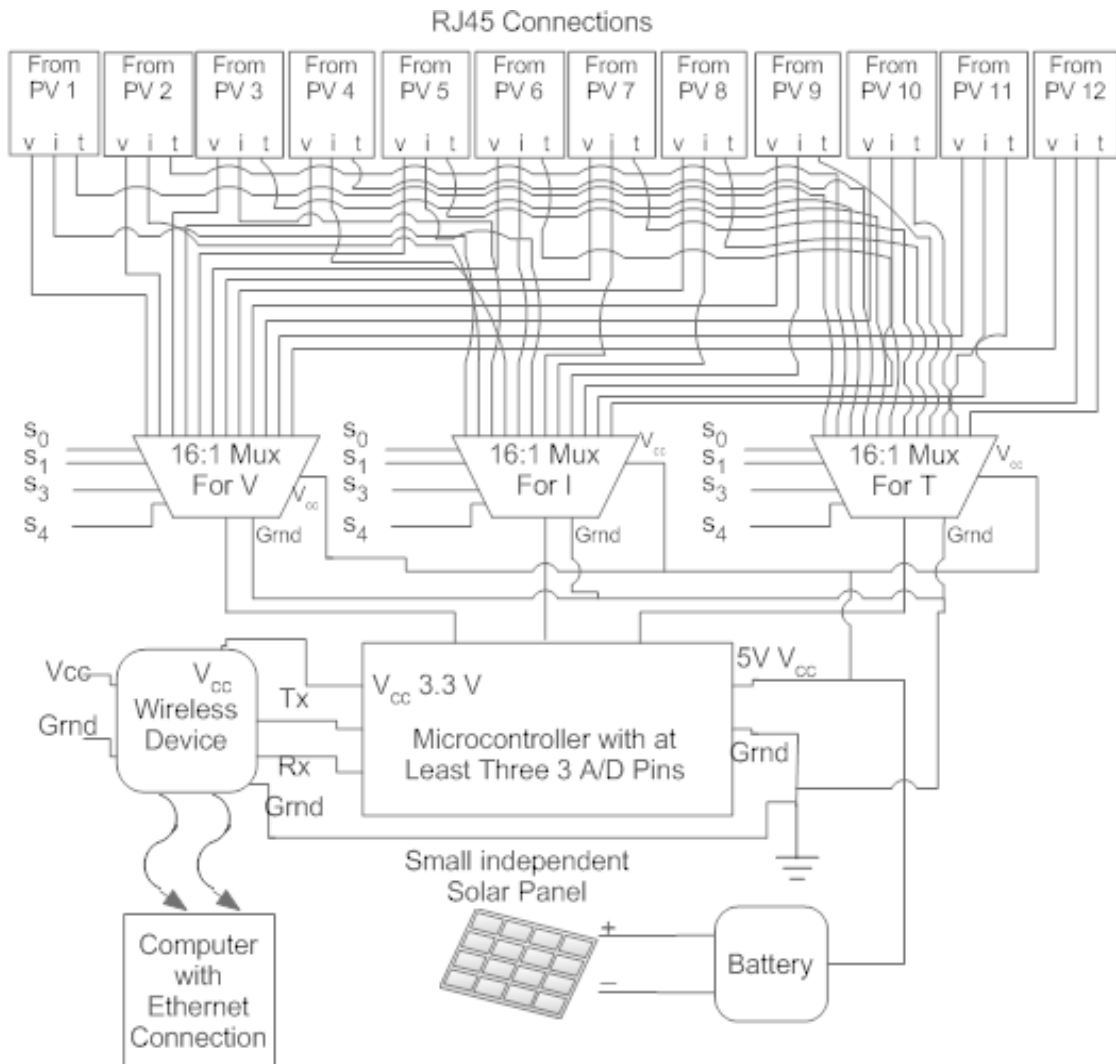 RJ45 Connections
From PV 1
v i t
From PV 2
v i t
From PV 3
v i t
From PV 4
v i t
From PV 5
v i t
From PV 6
v i t
From PV 7
v i t
From PV 8
v i t
From PV 9
v i t
From PV 10
v i t
From PV 11
v i t
From PV 12
v i t
S0
S1
S3
S4
16:1 Mux
For V
Vcc
Grnd
S0
S1
S3
S4
16:1 Mux
For I
Vcc
Grnd
S0
S1
S3
S4
16:1 Mux
For T
Vcc
Grnd
Vcc
Grnd
Vcc
Wireless
Device
Tx
Rx
Grnd
Vcc 3.3 V
Microcontroller with at
Least Three 3 A/D Pins
5V Vcc
Grnd
Small independent
Solar Panel
+
−
Battery
Computer
with
Ethernet
Connection